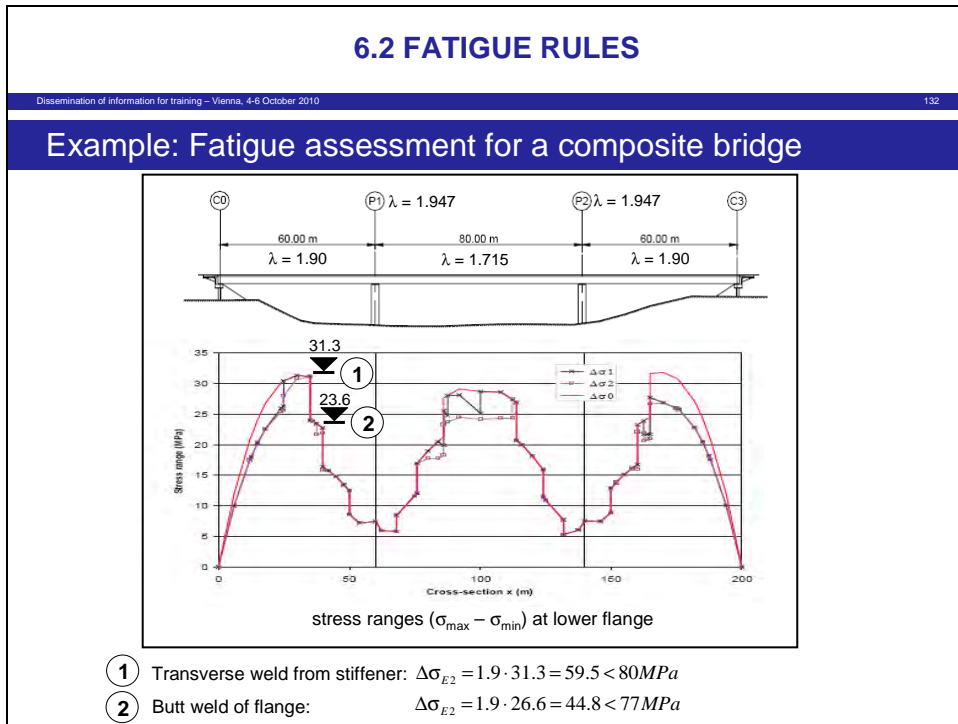 6.2 FATIGUE RULES
Dissemination of information for training – Vienna, 4-6 October 2010 132
Example: Fatigue assessment for a composite bridge
C0 P1 λ = 1.947 P2 λ = 1.947 C3
60.00 m 80.00 m 60.00 m
λ = 1.90 λ = 1.715 λ = 1.90
31.3
1
23.6
2
Δσ1
Δσ2
Δσ0
Stress range (MPa)
35
30
25
20
15
10
5
0
0 50 100 150 200
Cross-section x (m)
stress ranges (σmax – σmin) at lower flange
1 Transverse weld from stiffener: ΔσE2 = 1.9 · 31.3 = 59.5 < 80MPa
2 Butt weld of flange: ΔσE2 = 1.9 · 26.6 = 44.8 < 77MPa